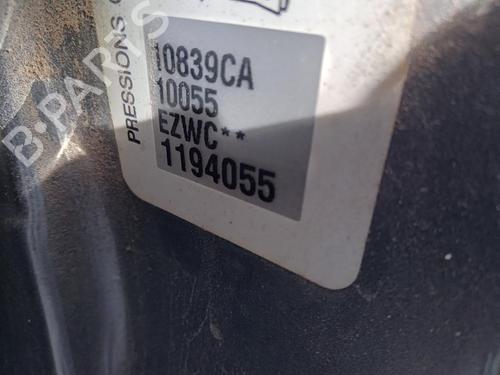 PRESSIONS
10839CA
10055
EZWC**
1194055
B-PARTS